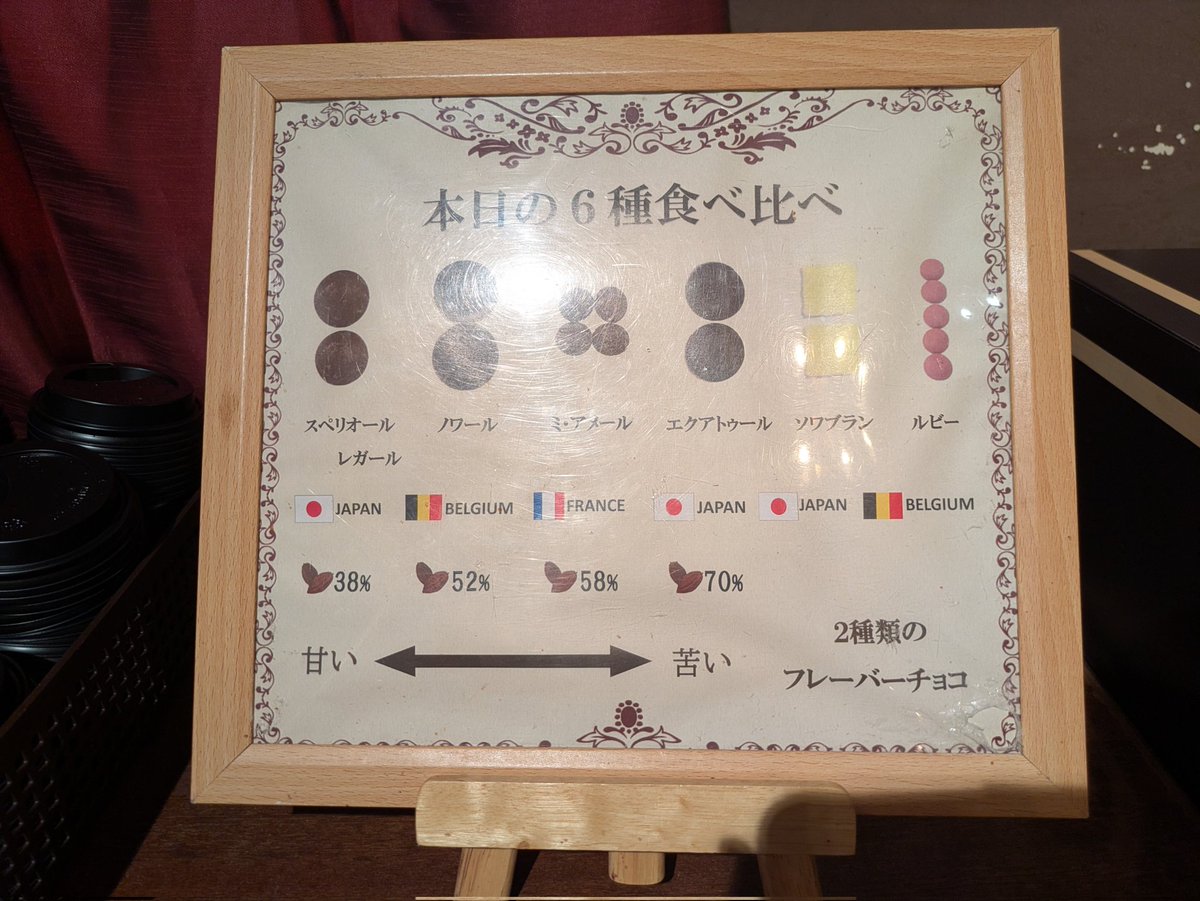 本日の6種食べ比べ
スペリオール ノワール ミ・アメール エクアトゥール ソワブラン ルビー
レガール
JAPAN BELGIUM FRANCE JAPAN JAPAN BELGIUM
38% 52% 58% 70%
甘い 苦い
2種類の
フレーバーチョコ